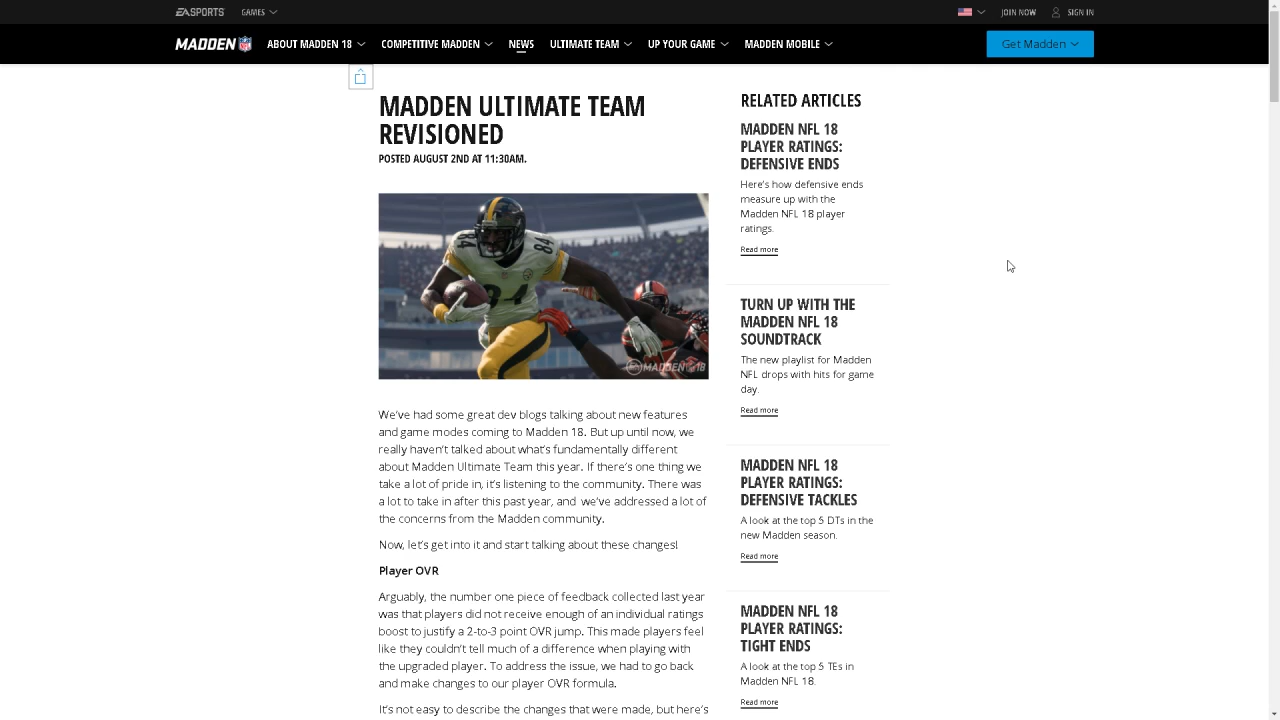 EA SPORTS
GAMES
JOIN NOW
SIGN IN
MADDEN NFL
ABOUT MADDEN 18
COMPETITIVE MADDEN
NEWS
ULTIMATE TEAM
UP YOUR GAME
MADDEN MOBILE
Get Madden
MADDEN ULTIMATE TEAM
REVISIONED
POSTED AUGUST 2ND AT 11:30AM.
84
84
84
EA MADDEN 18
We've had some great dev blogs talking about new features
and game modes coming to Madden 18. But up until now, we
really haven't talked about what's fundamentally different
about Madden Ultimate Team this year. If there's one thing we
take a lot of pride in, it's listening to the community. There was
a lot to take in after this past year, and  we've addressed a lot of
the concerns from the Madden community.
Now, let's get into it and start talking about these changes!
Player OVR
Arguably, the number one piece of feedback collected last year
was that players did not receive enough of an individual ratings
boost to justify a 2-to-3 point OVR jump. This made players feel
like they couldn't tell much of a difference when playing with
the upgraded player. To address the issue, we had to go back
and make changes to our player OVR formula.
It's not easy to describe the changes that were made, but here's
RELATED ARTICLES
MADDEN NFL 18
PLAYER RATINGS:
DEFENSIVE ENDS
Here's how defensive ends
measure up with the
Madden NFL 18 player
ratings.
Read more
TURN UP WITH THE
MADDEN NFL 18
SOUNDTRACK
The new playlist for Madden
NFL drops with hits for game
day.
Read more
MADDEN NFL 18
PLAYER RATINGS:
DEFENSIVE TACKLES
A look at the top 5 DTs in the
new Madden season.
Read more
MADDEN NFL 18
PLAYER RATINGS:
TIGHT ENDS
A look at the top 5 TEs in
Madden NFL 18.
Read more